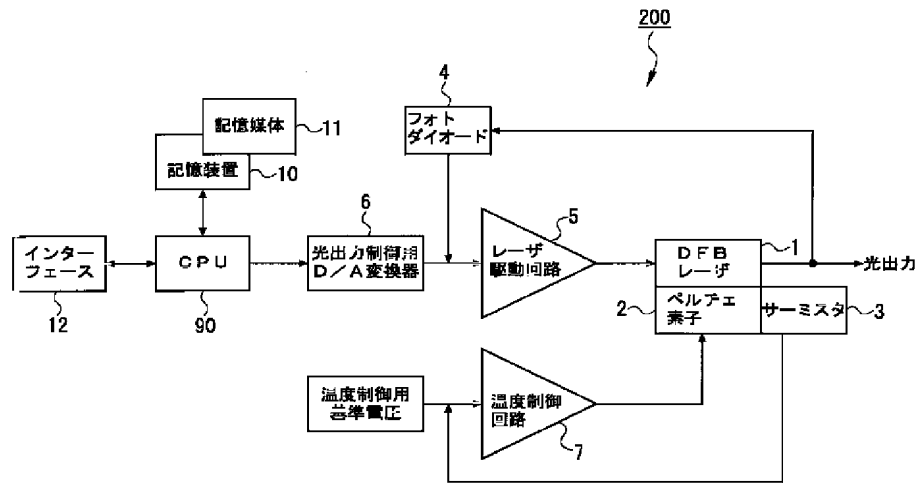 200
4
フォト
ダイオード
記憶媒体
11
記憶装置
10
6
5
インター
フェース
12
CPU
90
光出力制御用
D/A変換器
レーザ
駆動回路
DFB
レーザ
1
光出力
2
ペルチェ
素子
サーミスタ
3
温度制御用
基準電圧
温度制御
回路
7